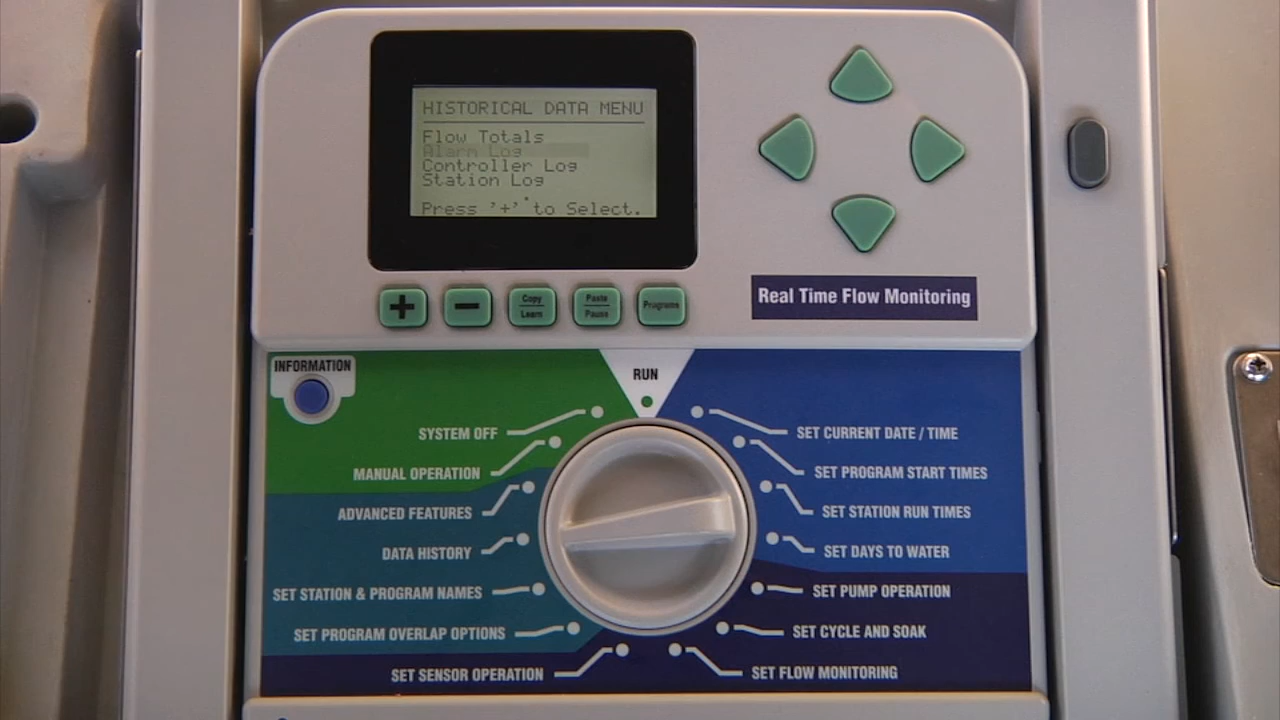 HISTORICAL DATA MENU
Flow Totals
Alarm Log
Controller Log
Station Log
Press '+' to Select.
+
−
Copy
Learn
Paste
Pause
Programs
Real Time Flow Monitoring
INFORMATION
RUN
SYSTEM OFF
MANUAL OPERATION
ADVANCED FEATURES
DATA HISTORY
SET STATION & PROGRAM NAMES
SET PROGRAM OVERLAP OPTIONS
SET SENSOR OPERATION
SET CURRENT DATE / TIME
SET PROGRAM START TIMES
SET STATION RUN TIMES
SET DAYS TO WATER
SET PUMP OPERATION
SET CYCLE AND SOAK
SET FLOW MONITORING